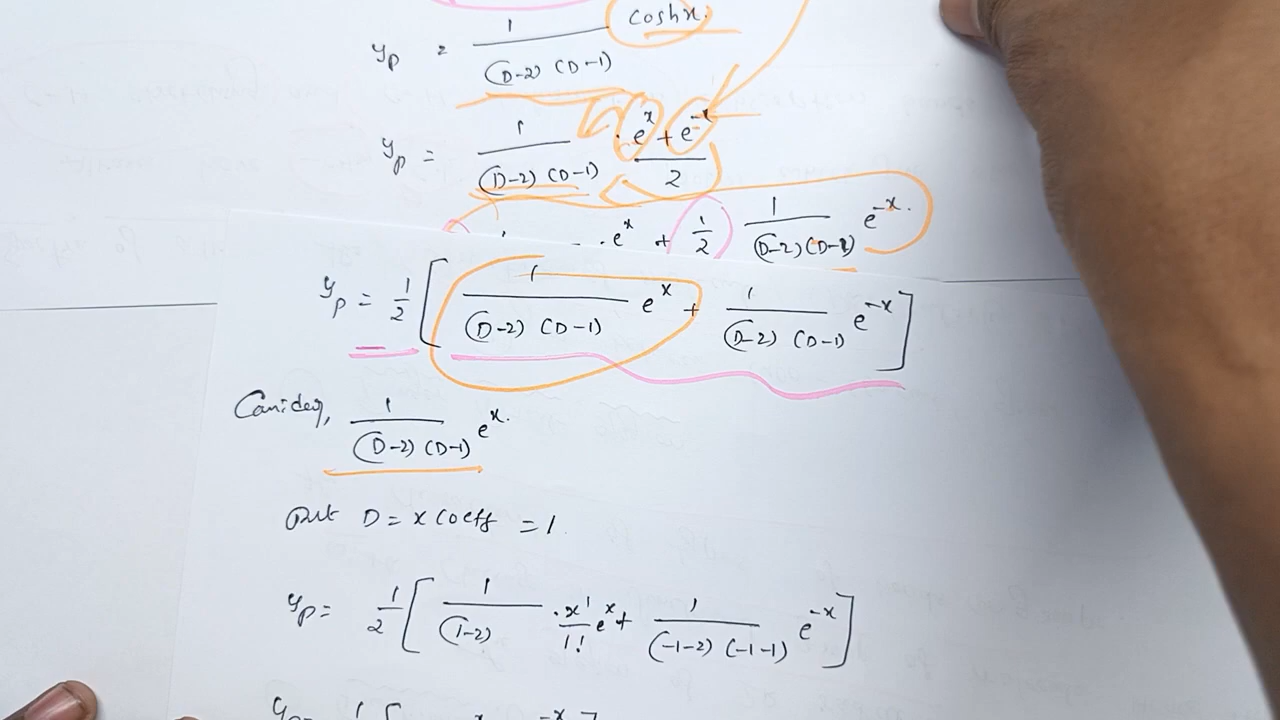 y_p = 1/((D-2)(D-1)) coshx.
y_p = 1/((D-2)(D-1)) · (e^x + e^-x)/2
· e^x + 1/2 1/((D-2)(D-1)) e^-x.
y_p = 1/2 [ 1/((D-2)(D-1)) e^x + 1/((D-2)(D-1)) e^-x ]
Conider, 1/((D-2)(D-1)) e^x.
Put D = x coeff = 1.
y_p = 1/2 [ 1/(1-2) · x^1/1! e^x + 1/((-1-2)(-1-1)) e^-x ]